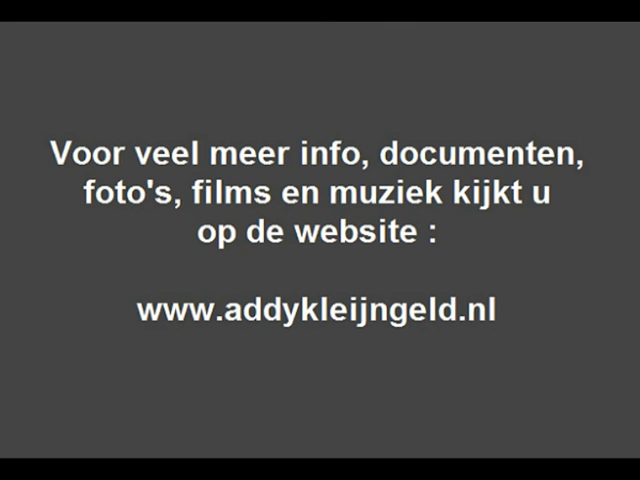 Voor veel meer info, documenten,
foto's, films en muziek kijkt u
op de website :
www.addykleijngeld.nl